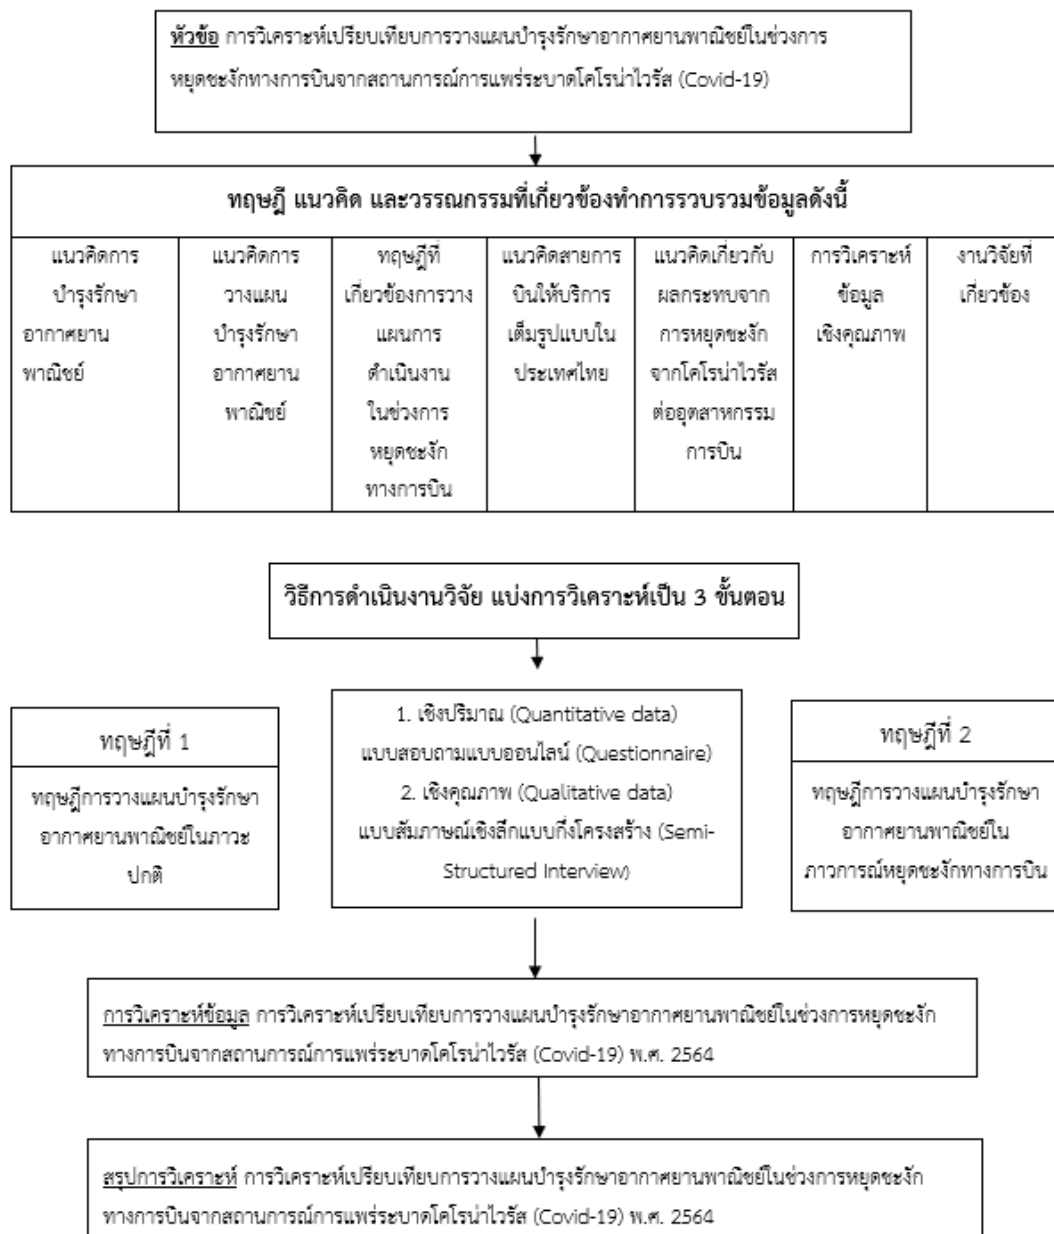 หัวข้อ การวิเคราะห์เปรียบเทียบการวางแผนบำรุงรักษาอากาศยานพาณิชย์ในช่วงการ
หยุดชะงักทางการบินจากสถานการณ์การแพร่ระบาดโคโรน่าไวรัส (Covid-19)
ทฤษฎี แนวคิด และวรรณกรรมที่เกี่ยวข้องทำการรวบรวมข้อมูลดังนี้
แนวคิดการ
บำรุงรักษา
อากาศยาน
พาณิชย์
แนวคิดการ
วางแผน
บำรุงรักษา
อากาศยาน
พาณิชย์
ทฤษฎีที่
เกี่ยวข้องการวาง
แผนการ
ดำเนินงาน
ในช่วงการ
หยุดชะงัก
ทางการบิน
แนวคิดสายการ
บินให้บริการ
เต็มรูปแบบใน
ประเทศไทย
แนวคิดเกี่ยวกับ
ผลกระทบจาก
การหยุดชะงัก
จากโคโรน่าไวรัส
ต่ออุตสาหกรรม
การบิน
การวิเคราะห์
ข้อมูล
เชิงคุณภาพ
งานวิจัยที่
เกี่ยวข้อง
วิธีการดำเนินงานวิจัย แบ่งการวิเคราะห์เป็น 3 ขั้นตอน
ทฤษฎีที่ 1
ทฤษฎีการวางแผนบำรุงรักษา
อากาศยานพาณิชย์ในภาวะ
ปกติ
1. เชิงปริมาณ (Quantitative data)
แบบสอบถามแบบออนไลน์ (Questionnaire)
2. เชิงคุณภาพ (Qualitative data)
แบบสัมภาษณ์เชิงลึกแบบกึ่งโครงสร้าง (Semi-
Structured Interview)
ทฤษฎีที่ 2
ทฤษฎีการวางแผนบำรุงรักษา
อากาศยานพาณิชย์ใน
ภาวการณ์หยุดชะงักทางการบิน
การวิเคราะห์ข้อมูล การวิเคราะห์เปรียบเทียบการวางแผนบำรุงรักษาอากาศยานพาณิชย์ในช่วงการหยุดชะงัก
ทางการบินจากสถานการณ์การแพร่ระบาดโคโรน่าไวรัส (Covid-19) พ.ศ. 2564
สรุปการวิเคราะห์ การวิเคราะห์เปรียบเทียบการวางแผนบำรุงรักษาอากาศยานพาณิชย์ในช่วงการหยุดชะงัก
ทางการบินจากสถานการณ์การแพร่ระบาดโคโรน่าไวรัส (Covid-19) พ.ศ. 2564